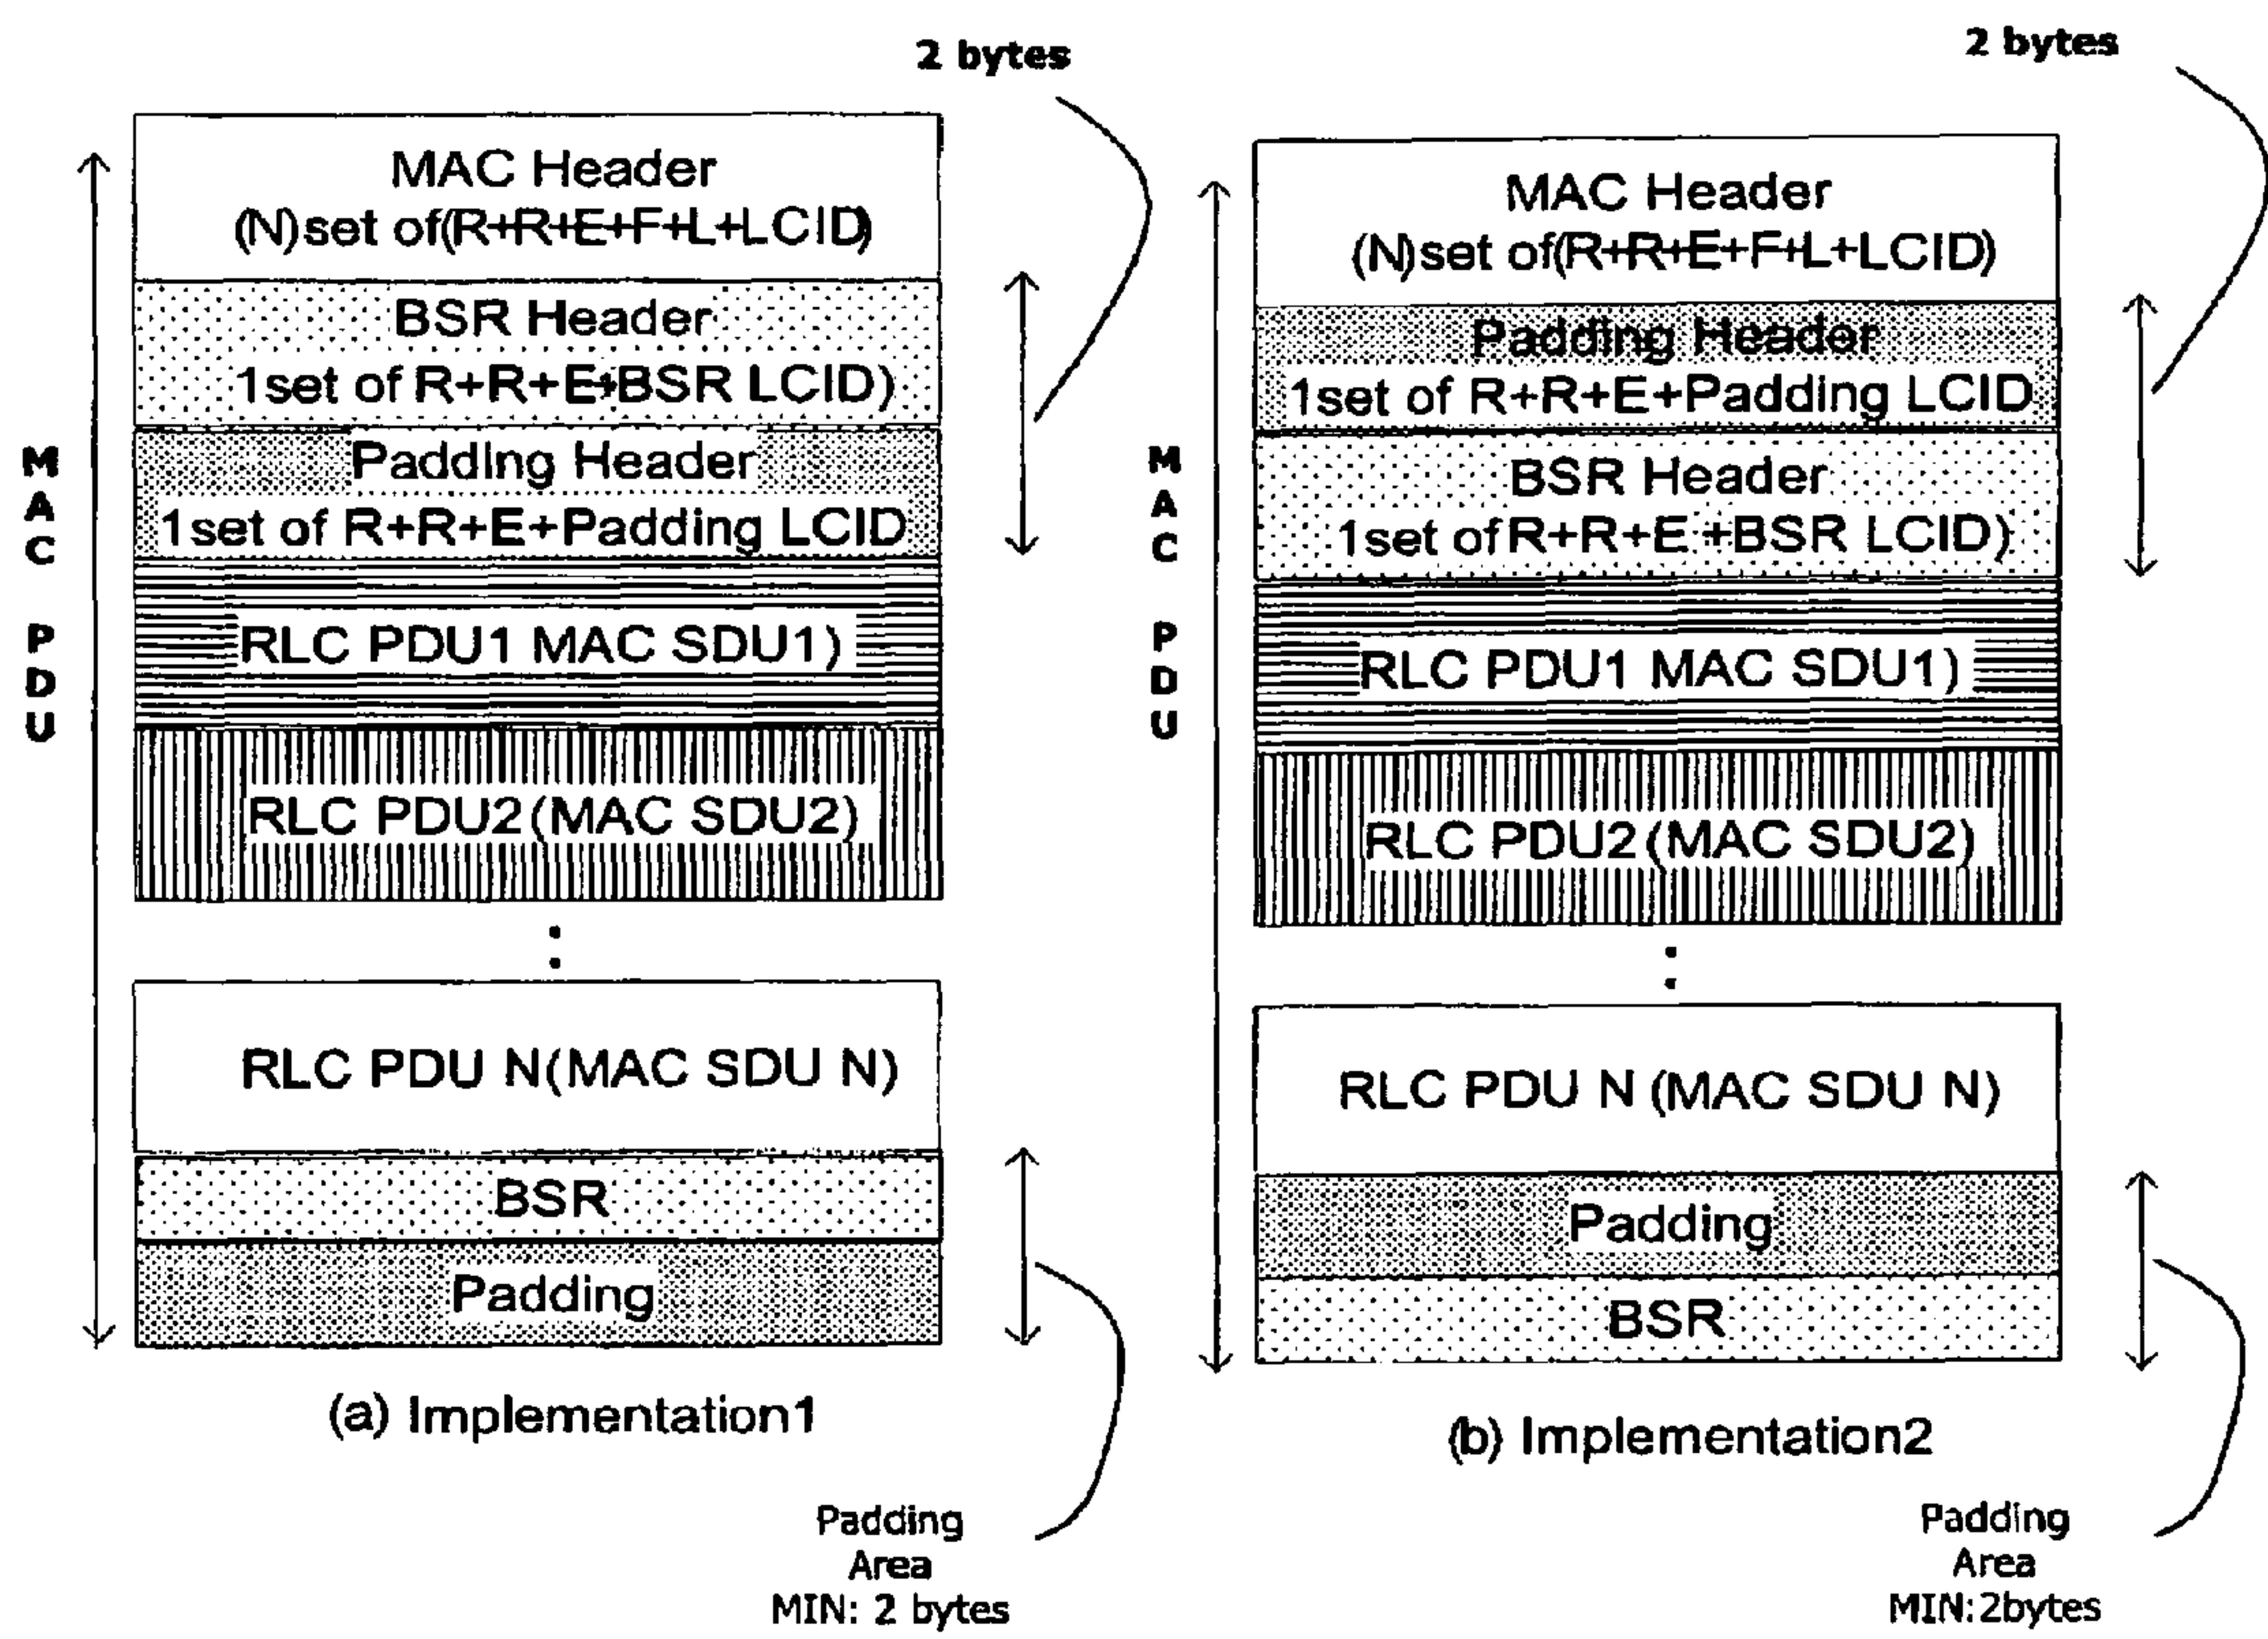 2 bytes
MAC Header
(N)set of(R+R+E+F+L+LCID)
BSR Header
1set of R+R+E+BSR LCID)
Padding Header
1set of R+R+E+Padding LCID
RLC PDU1 MAC SDU1)
RLC PDU2(MAC SDU2)
:
RLC PDU N(MAC SDU N)
BSR
Padding
MAC PDU
(a) Implementation1
Padding
Area
MIN: 2 bytes
2 bytes
MAC Header
(N)set of(R+R+E+F+L+LCID)
Padding Header
1set of R+R+E+Padding LCID
BSR Header
1set of R+R+E+BSR LCID)
RLC PDU1 MAC SDU1)
RLC PDU2(MAC SDU2)
:
RLC PDU N (MAC SDU N)
Padding
BSR
MAC PDU
(b) Implementation2
Padding
Area
MIN:2bytes